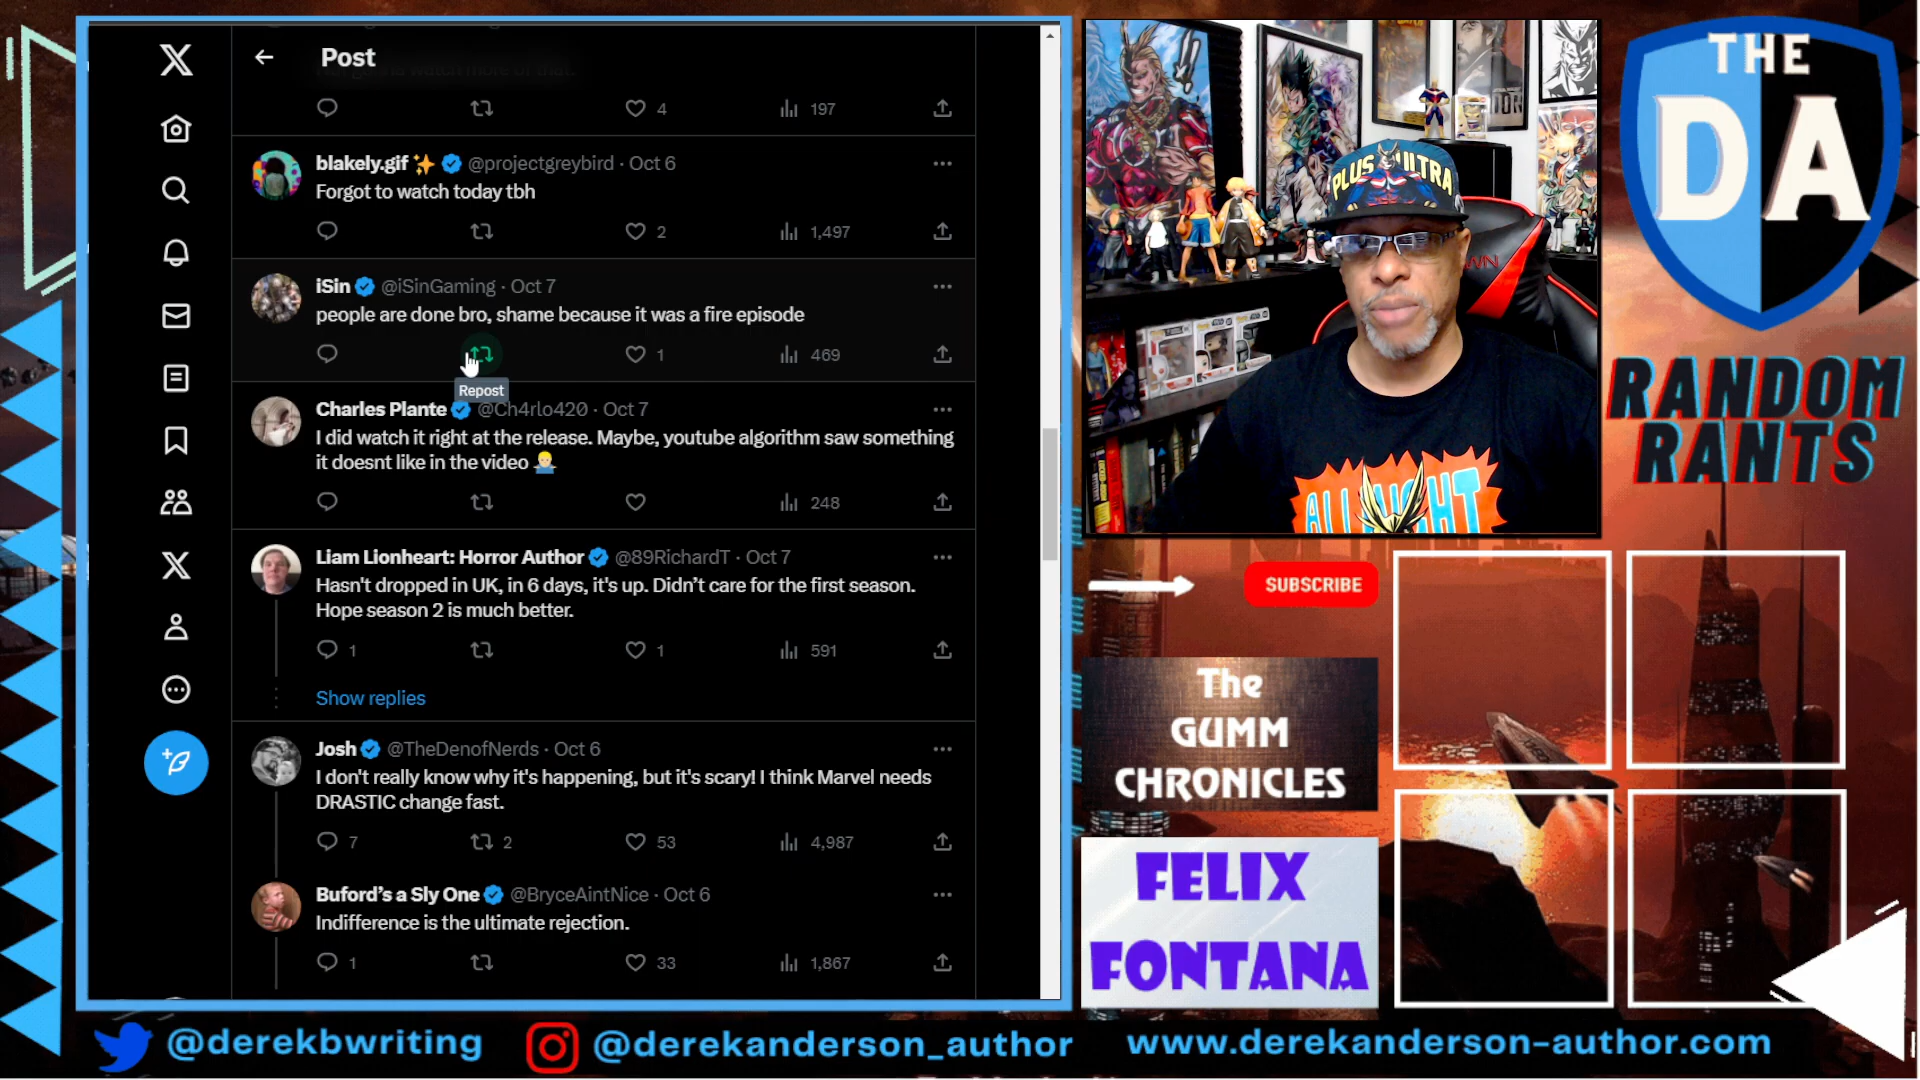 Post
4
197
blakely.gif ✨ @projectgreybird · Oct 6
Forgot to watch today tbh
2
1,497
iSin @iSinGaming · Oct 7
people are done bro, shame because it was a fire episode
1
469
Repost
Charles Plante @Ch4rlo420 · Oct 7
I did watch it right at the release. Maybe, youtube algorithm saw something
it doesnt like in the video
248
Liam Lionheart: Horror Author @89RichardT · Oct 7
Hasn't dropped in UK, in 6 days, it's up. Didn’t care for the first season.
Hope season 2 is much better.
1
1
591
Show replies
Josh @TheDenofNerds · Oct 6
I don't really know why it's happening, but it's scary! I think Marvel needs
DRASTIC change fast.
7
2
53
4,987
Buford’s a Sly One @BryceAintNice · Oct 6
Indifference is the ultimate rejection.
1
33
1,867
PLUS ULTRA
ALL MIGHT
THE
DA
RANDOM
RANTS
SUBSCRIBE
The
GUMM
CHRONICLES
FELIX
FONTANA
@derekbwriting
@derekanderson_author
www.derekanderson-author.com